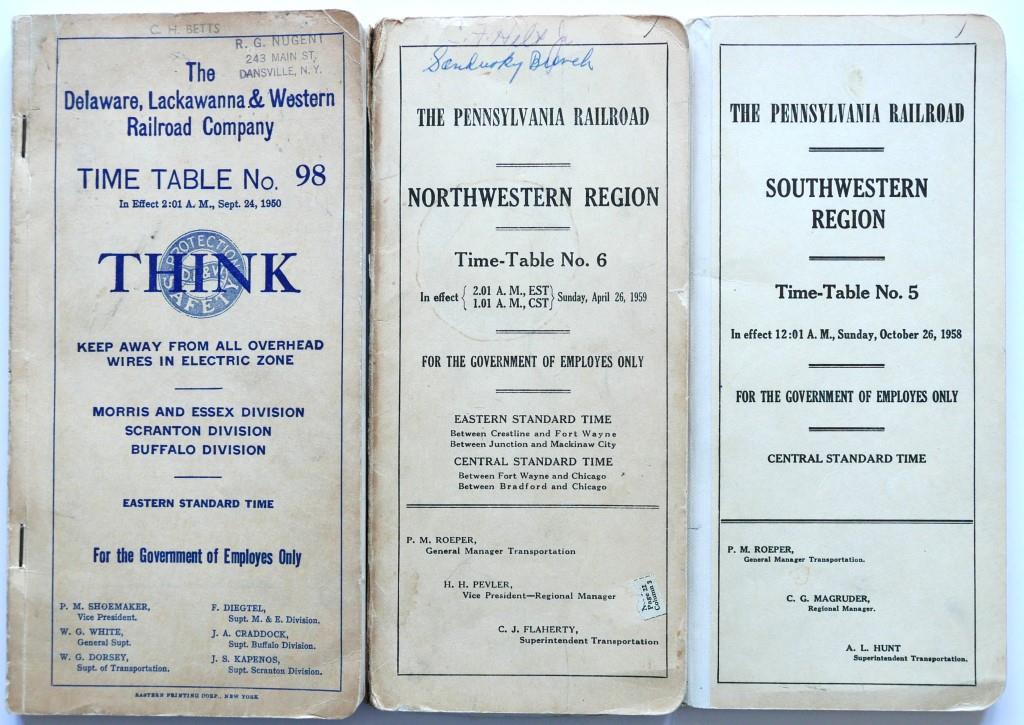 C. H. BETTS
R. G. NUGENT
243 MAIN ST,
DANSVILLE, N.Y.
The
Delaware, Lackawanna & Western
Railroad Company
TIME TABLE No. 98
In Effect 2:01 A. M., Sept. 24, 1950
PROTECTION
THINK
SAFETY
KEEP AWAY FROM ALL OVERHEAD
WIRES IN ELECTRIC ZONE
MORRIS AND ESSEX DIVISION
SCRANTON DIVISION
BUFFALO DIVISION
EASTERN STANDARD TIME
For the Government of Employes Only
P. M. SHOEMAKER,
Vice President.
W. G. WHITE,
General Supt.
W. G. DORSEY,
Supt. of Transportation.
F. DIEGTEL,
Supt. M. & E. Division.
J. A. CRADDOCK,
Supt. Buffalo Division.
J. S. KAPENOS,
Supt. Scranton Division.
EASTERN PRINTING CORP., NEW YORK
Sandusky Branch
THE PENNSYLVANIA RAILROAD
NORTHWESTERN REGION
Time-Table No. 6
In effect { 2.01 A. M., EST } Sunday, April 26, 1959
1.01 A. M., CST
FOR THE GOVERNMENT OF EMPLOYES ONLY
EASTERN STANDARD TIME
Between Crestline and Fort Wayne
Between Junction and Mackinaw City
CENTRAL STANDARD TIME
Between Fort Wayne and Chicago
Between Bradford and Chicago
P. M. ROEPER,
General Manager Transportation
H. H. PEVLER,
Vice President—Regional Manager
C. J. FLAHERTY,
Superintendent Transportation
THE PENNSYLVANIA RAILROAD
SOUTHWESTERN
REGION
Time-Table No. 5
In effect 12:01 A. M., Sunday, October 26, 1958
FOR THE GOVERNMENT OF EMPLOYES ONLY
CENTRAL STANDARD TIME
P. M. ROEPER,
General Manager Transportation.
C. G. MAGRUDER,
Regional Manager.
A. L. HUNT
Superintendent Transportation.